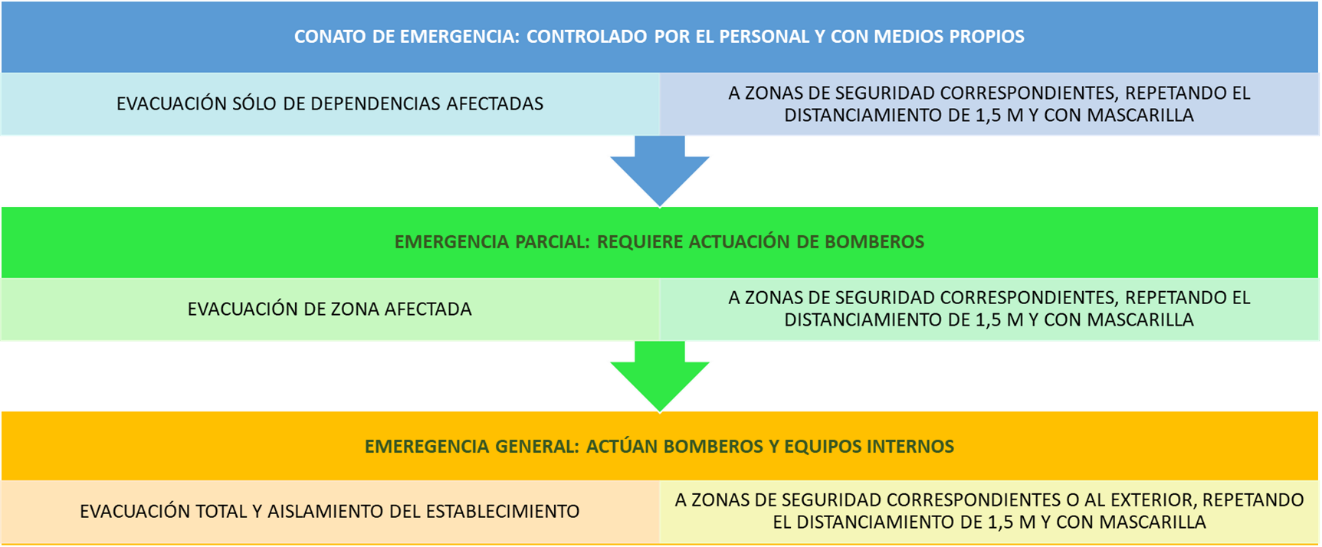 CONATO DE EMERGENCIA: CONTROLADO POR EL PERSONAL Y CON MEDIOS PROPIOS
EVACUACIÓN SÓLO DE DEPENDENCIAS AFECTADAS
A ZONAS DE SEGURIDAD CORRESPONDIENTES, REPETANDO EL
DISTANCIAMIENTO DE 1,5 M Y CON MASCARILLA
EMERGENCIA PARCIAL: REQUIERE ACTUACIÓN DE BOMBEROS
EVACUACIÓN DE ZONA AFECTADA
A ZONAS DE SEGURIDAD CORRESPONDIENTES, REPETANDO EL
DISTANCIAMIENTO DE 1,5 M Y CON MASCARILLA
EMEREGENCIA GENERAL: ACTÚAN BOMBEROS Y EQUIPOS INTERNOS
EVACUACIÓN TOTAL Y AISLAMIENTO DEL ESTABLECIMIENTO
A ZONAS DE SEGURIDAD CORRESPONDIENTES O AL EXTERIOR, REPETANDO
EL DISTANCIAMIENTO DE 1,5 M Y CON MASCARILLA